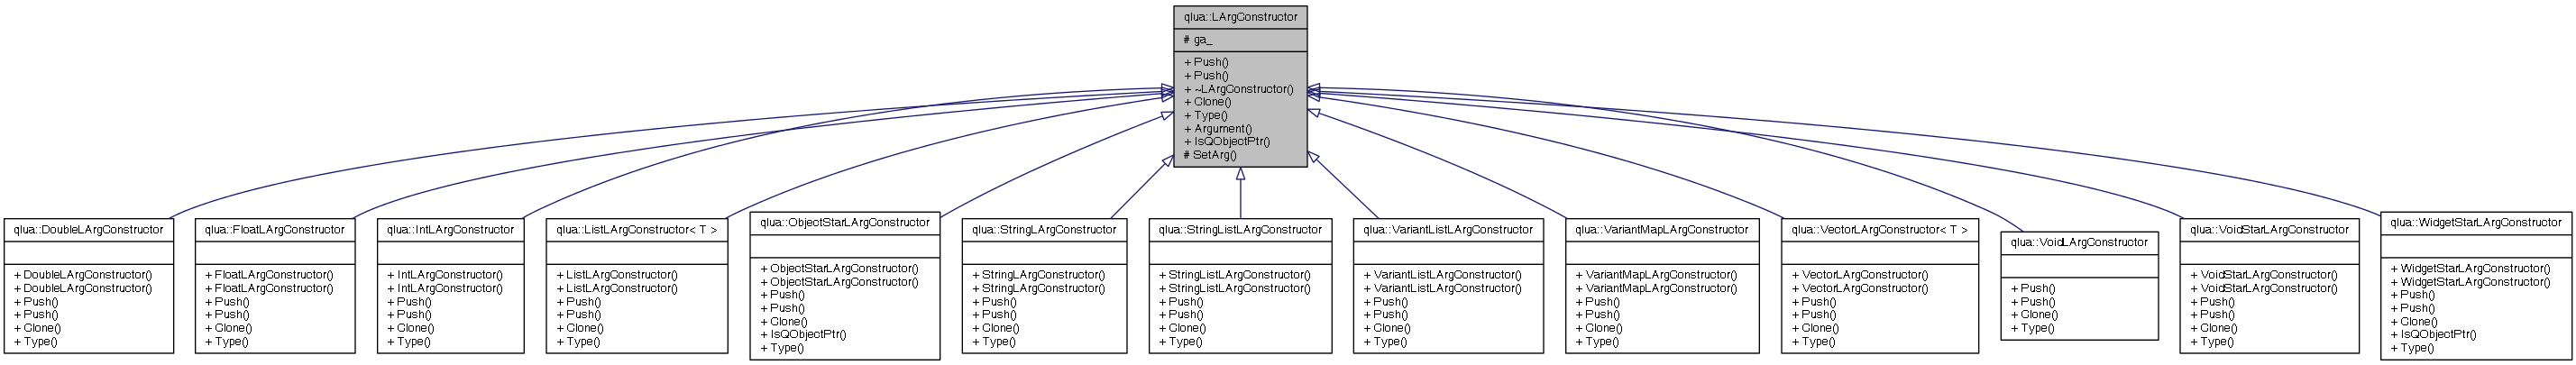 qlua::LArgConstructor
# ga_
+ Push()
+ Push()
+ ~LArgConstructor()
+ Clone()
+ Type()
+ Argument()
+ IsQObjectPtr()
# SetArg()
qlua::DoubleLArgConstructor
+ DoubleLArgConstructor()
+ DoubleLArgConstructor()
+ Push()
+ Push()
+ Clone()
+ Type()
qlua::FloatLArgConstructor
+ FloatLArgConstructor()
+ FloatLArgConstructor()
+ Push()
+ Push()
+ Clone()
+ Type()
qlua::IntLArgConstructor
+ IntLArgConstructor()
+ IntLArgConstructor()
+ Push()
+ Push()
+ Clone()
+ Type()
qlua::ListLArgConstructor< T >
+ ListLArgConstructor()
+ ListLArgConstructor()
+ Push()
+ Push()
+ Clone()
+ Type()
qlua::ObjectStarLArgConstructor
+ ObjectStarLArgConstructor()
+ ObjectStarLArgConstructor()
+ Push()
+ Push()
+ Clone()
+ IsQObjectPtr()
+ Type()
qlua::StringLArgConstructor
+ StringLArgConstructor()
+ StringLArgConstructor()
+ Push()
+ Push()
+ Clone()
+ Type()
qlua::StringListLArgConstructor
+ StringListLArgConstructor()
+ StringListLArgConstructor()
+ Push()
+ Push()
+ Clone()
+ Type()
qlua::VariantListLArgConstructor
+ VariantListLArgConstructor()
+ VariantListLArgConstructor()
+ Push()
+ Push()
+ Clone()
+ Type()
qlua::VariantMapLArgConstructor
+ VariantMapLArgConstructor()
+ VariantMapLArgConstructor()
+ Push()
+ Push()
+ Clone()
+ Type()
qlua::VectorLArgConstructor< T >
+ VectorLArgConstructor()
+ VectorLArgConstructor()
+ Push()
+ Push()
+ Clone()
+ Type()
qlua::VoidLArgConstructor
+ Push()
+ Push()
+ Clone()
+ Type()
qlua::VoidStarLArgConstructor
+ VoidStarLArgConstructor()
+ VoidStarLArgConstructor()
+ Push()
+ Push()
+ Clone()
+ Type()
qlua::WidgetStarLArgConstructor
+ WidgetStarLArgConstructor()
+ WidgetStarLArgConstructor()
+ Push()
+ Push()
+ Clone()
+ IsQObjectPtr()
+ Type()